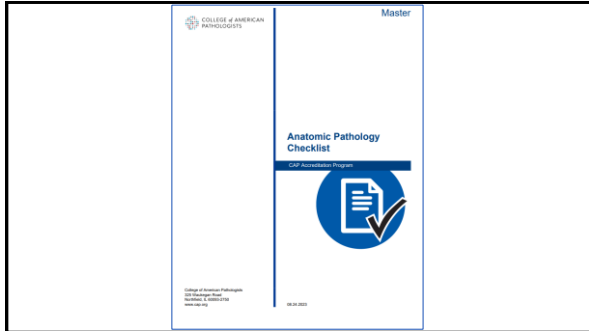 Master
COLLEGE of AMERICAN
PATHOLOGISTS
Anatomic Pathology
Checklist
CAP Accreditation Program
College of American Pathologists
325 Waukegan Road
Northfield, IL 60093-2750
www.cap.org
08.24.2023